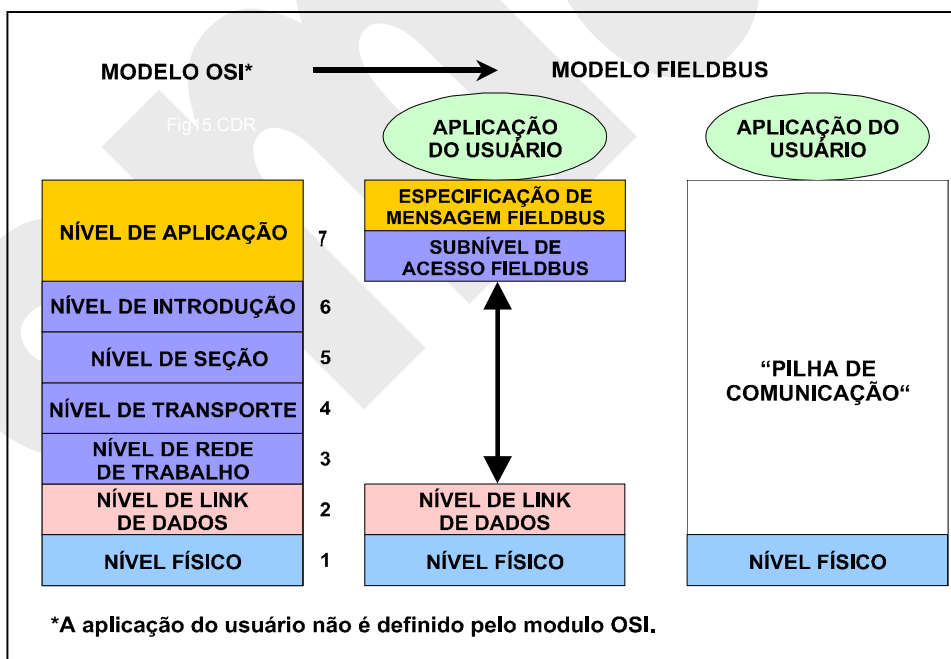 MODELO OSI*
MODELO FIELDBUS
Fig15.CDR
APLICAÇÃO
DO USUÁRIO
APLICAÇÃO DO
USUÁRIO
NÍVEL DE APLICAÇÃO
7
ESPECIFICAÇÃO DE
MENSAGEM FIELDBUS
SUBNÍVEL DE
ACESSO FIELDBUS
NÍVEL DE INTRODUÇÃO
6
NÍVEL DE SEÇÃO
5
NÍVEL DE TRANSPORTE
4
NÍVEL DE REDE
DE TRABALHO
3
"PILHA DE
COMUNICAÇÃO"
NÍVEL DE LINK
DE DADOS
2
NÍVEL DE LINK
DE DADOS
NÍVEL FÍSICO
1
NÍVEL FÍSICO
NÍVEL FÍSICO
*A aplicação do usuário não é definido pelo modulo OSI.